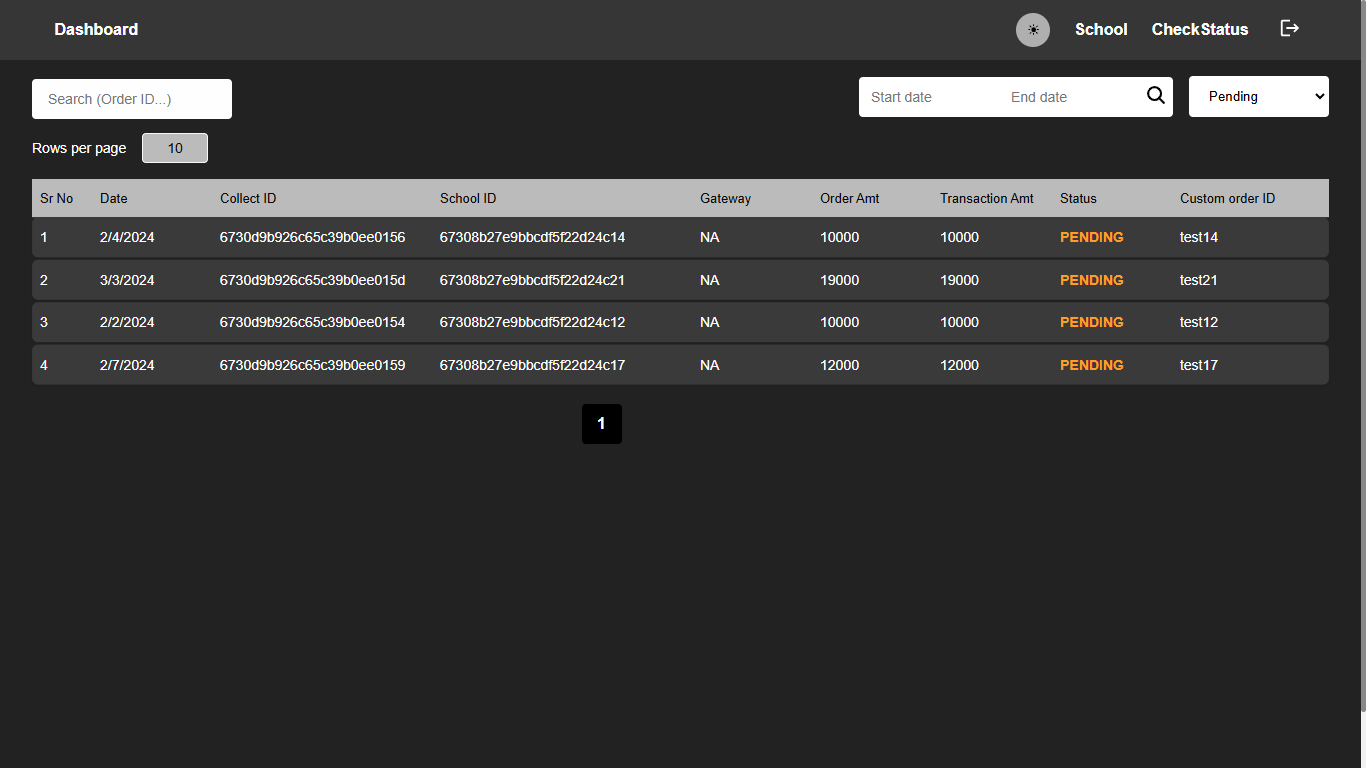 Dashboard School CheckStatus
Search (Order ID...) Start date End date Pending
Rows per page 10
Sr No Date Collect ID School ID Gateway Order Amt Transaction Amt Status Custom order ID
1 2/4/2024 6730d9b926c65c39b0ee0156 67308b27e9bbcdf5f22d24c14 NA 10000 10000 PENDING test14
2 3/3/2024 6730d9b926c65c39b0ee015d 67308b27e9bbcdf5f22d24c21 NA 19000 19000 PENDING test21
3 2/2/2024 6730d9b926c65c39b0ee0154 67308b27e9bbcdf5f22d24c12 NA 10000 10000 PENDING test12
4 2/7/2024 6730d9b926c65c39b0ee0159 67308b27e9bbcdf5f22d24c17 NA 12000 12000 PENDING test17
1